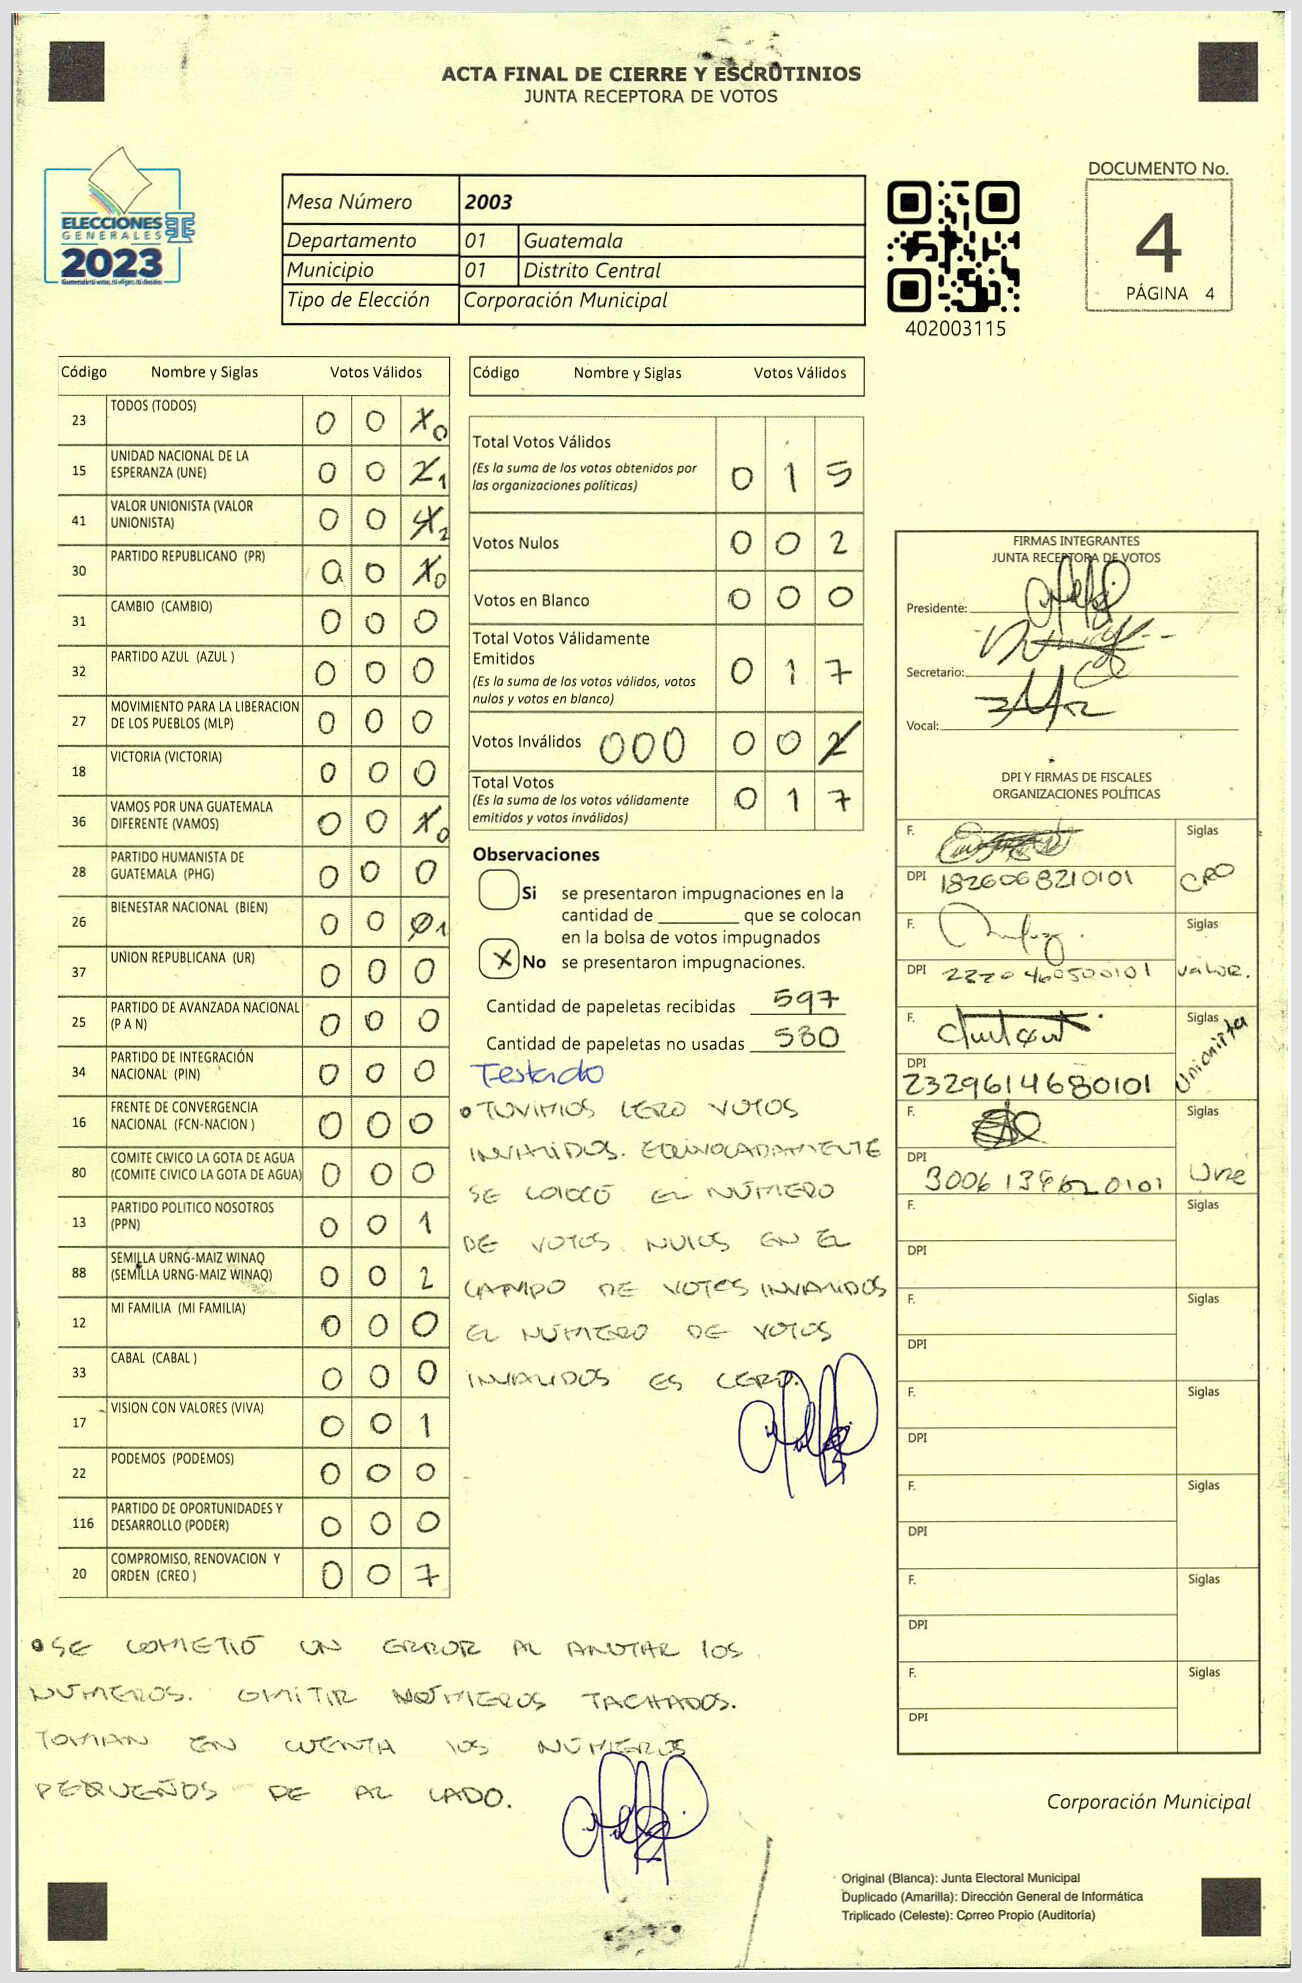 ACTA FINAL DE CIERRE Y ESCRUTINIOS
JUNTA RECEPTORA DE VOTOS
ELECCIONES
GENERALES
2023
Mesa Número 2003
Departamento 01 Guatemala
Municipio 01 Distrito Central
Tipo de Elección Corporación Municipal
402003115
DOCUMENTO No.
4
PÁGINA 4
Código Nombre y Siglas Votos Válidos
23 TODOS (TODOS) 0 0 X0
15 UNIDAD NACIONAL DE LA
ESPERANZA (UNE) 0 0 1
41 VALOR UNIONISTA (VALOR
UNIONISTA) 0 0 2
30 PARTIDO REPUBLICANO (PR) 0 0 0
31 CAMBIO (CAMBIO) 0 0 0
32 PARTIDO AZUL (AZUL ) 0 0 0
27 MOVIMIENTO PARA LA LIBERACION
DE LOS PUEBLOS (MLP) 0 0 0
18 VICTORIA (VICTORIA) 0 0 0
36 VAMOS POR UNA GUATEMALA
DIFERENTE (VAMOS) 0 0 0
28 PARTIDO HUMANISTA DE
GUATEMALA (PHG) 0 0 0
26 BIENESTAR NACIONAL (BIEN) 0 0 1
37 UNION REPUBLICANA (UR) 0 0 0
25 PARTIDO DE AVANZADA NACIONAL
(P A N) 0 0 0
34 PARTIDO DE INTEGRACIÓN
NACIONAL (PIN) 0 0 0
16 FRENTE DE CONVERGENCIA
NACIONAL (FCN-NACION ) 0 0 0
80 COMITE CIVICO LA GOTA DE AGUA
(COMITE CIVICO LA GOTA DE AGUA) 0 0 0
13 PARTIDO POLITICO NOSOTROS
(PPN) 0 0 1
88 SEMILLA URNG-MAIZ WINAQ
(SEMILLA URNG-MAIZ WINAQ) 0 0 2
12 MI FAMILIA (MI FAMILIA) 0 0 0
33 CABAL (CABAL ) 0 0 0
17 VISION CON VALORES (VIVA) 0 0 1
22 PODEMOS (PODEMOS) 0 0 0
116 PARTIDO DE OPORTUNIDADES Y
DESARROLLO (PODER) 0 0 0
20 COMPROMISO, RENOVACION Y
ORDEN (CREO ) 0 0 7
Código Nombre y Siglas Votos Válidos
Total Votos Válidos
(Es la suma de los votos obtenidos por
las organizaciones políticas) 0 1 5
Votos Nulos 0 0 2
Votos en Blanco 0 0 0
Total Votos Válidamente
Emitidos
(Es la suma de los votos válidos, votos
nulos y votos en blanco) 0 1 7
Votos Inválidos 000 0 0 2
Total Votos
(Es la suma de los votos válidamente
emitidos y votos inválidos) 0 1 7
Observaciones
Si se presentaron impugnaciones en la
cantidad de ________ que se colocan
en la bolsa de votos impugnados
X No se presentaron impugnaciones.
Cantidad de papeletas recibidas 597
Cantidad de papeletas no usadas 580
Testado
• TUVIMOS CERO VOTOS
INVALIDOS. EQUIVOCADAMENTE
SE COLOCÓ EL NÚMERO
DE VOTOS NULOS EN EL
CAMPO DE VOTOS INVALIDOS
EL NÚMERO DE VOTOS
INVALIDOS ES CERO.
FIRMAS INTEGRANTES
JUNTA RECEPTORA DE VOTOS
Presidente:
Secretario:
Vocal:
DPI Y FIRMAS DE FISCALES
ORGANIZACIONES POLÍTICAS
F. Siglas
DPI 1826068210101 CRO
F. Siglas
DPI 2220460500101 Valor.
F. Siglas
DPI Unionista
2329614680101
F. Siglas
DPI Une
F. Siglas
DPI
F. Siglas
DPI
F. Siglas
DPI
F. Siglas
DPI
F. Siglas
DPI
F. Siglas
DPI
• SE COMETIÓ UN ERROR AL ANOTAR LOS
NÚMEROS. OMITIR NÚMEROS TACHADOS.
TOMAR EN CUENTA LOS NÚMEROS
PEQUEÑOS DE AL LADO.
Corporación Municipal
Original (Blanca): Junta Electoral Municipal
Duplicado (Amarilla): Dirección General de Informática
Triplicado (Celeste): Correo Propio (Auditoría)